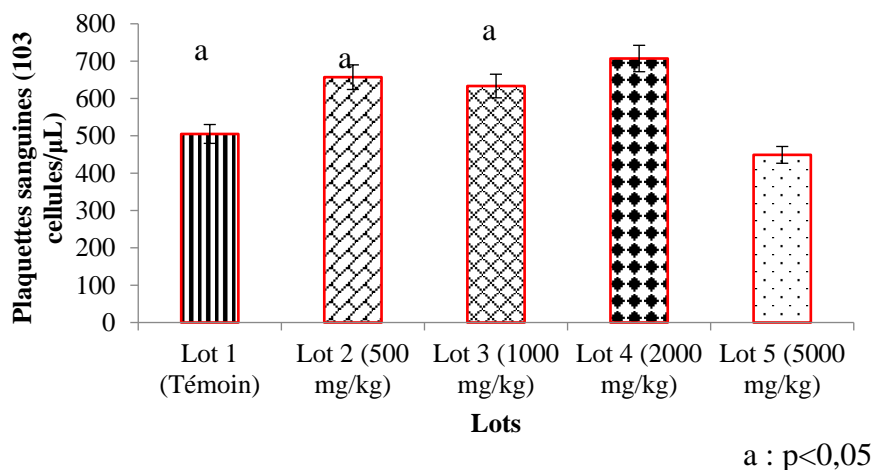 Plaquettes sanguines (103
cellules/µL)
800
700
600
500
400
300
200
100
0
a
a
a
Lot 1
(Témoin)
Lot 2 (500
mg/kg)
Lot 3 (1000
mg/kg)
Lot 4 (2000
mg/kg)
Lot 5 (5000
mg/kg)
Lots
a : p<0,05